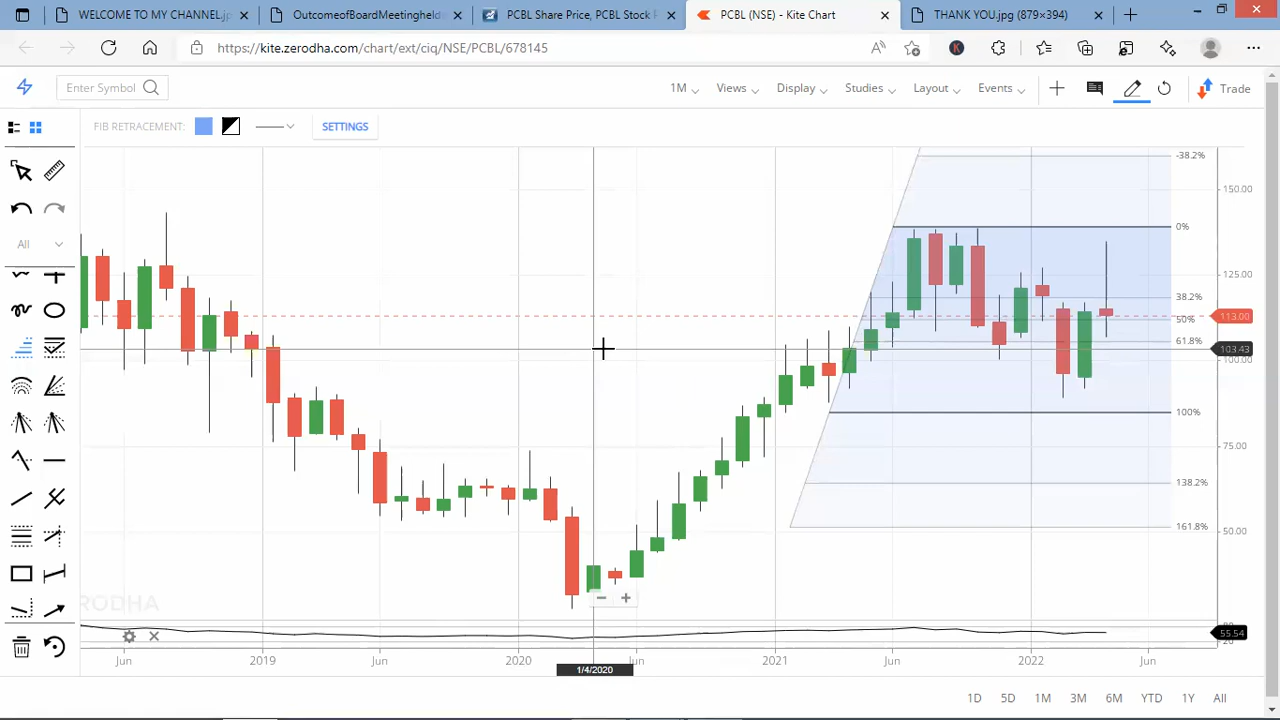 WELCOME TO MY CHANNEL.j
OutcomeofBoardMeetinghelde
PCBL Share Price, PCBL Stock P
PCBL (NSE) - Kite Chart
THANK YOU.jpg (879×394)
https://kite.zerodha.com/chart/ext/ciq/NSE/PCBL/678145
Enter Symbol
1M Views Display Studies Layout Events Trade
FIB RETRACEMENT: SETTINGS
All
-38.2%
150.00
0%
125.00
38.2%
113.00
50%
61.8%
103.43
100.00
100%
75.00
138.2%
161.8%
50.00
RODHA
55.54
Jun 2019 Jun 2020 Jun 2021 Jun 2022 Jun
1/4/2020
1D 5D 1M 3M 6M YTD 1Y All